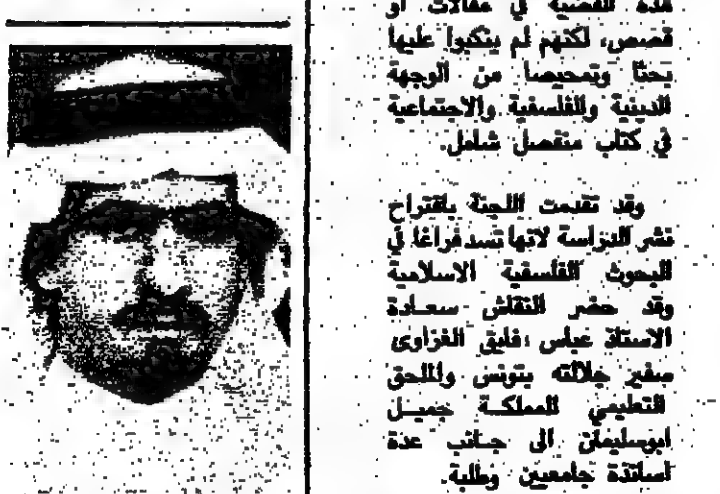 هذه القضية في مقالات او
قصص، لكنهم لم ينكبوا عليها
بحثا وتمحيصا من الوجهة
الدينية والفلسفية والاجتماعية
في كتاب منفصل شامل.
وقد تقدمت اللجنة باقتراح
نشر الدراسة لانها تسد فراغا في
البحوث الفلسفية الاسلامية
وقد حضر النقاش سعادة
الاستاذ عباس فايق الغزاوي
سفير جلالته بتونس والملحق
التعليمي للمملكة جميل
ابوسليمان الى جانب عدة
اساتذة جامعيين وطلبة.